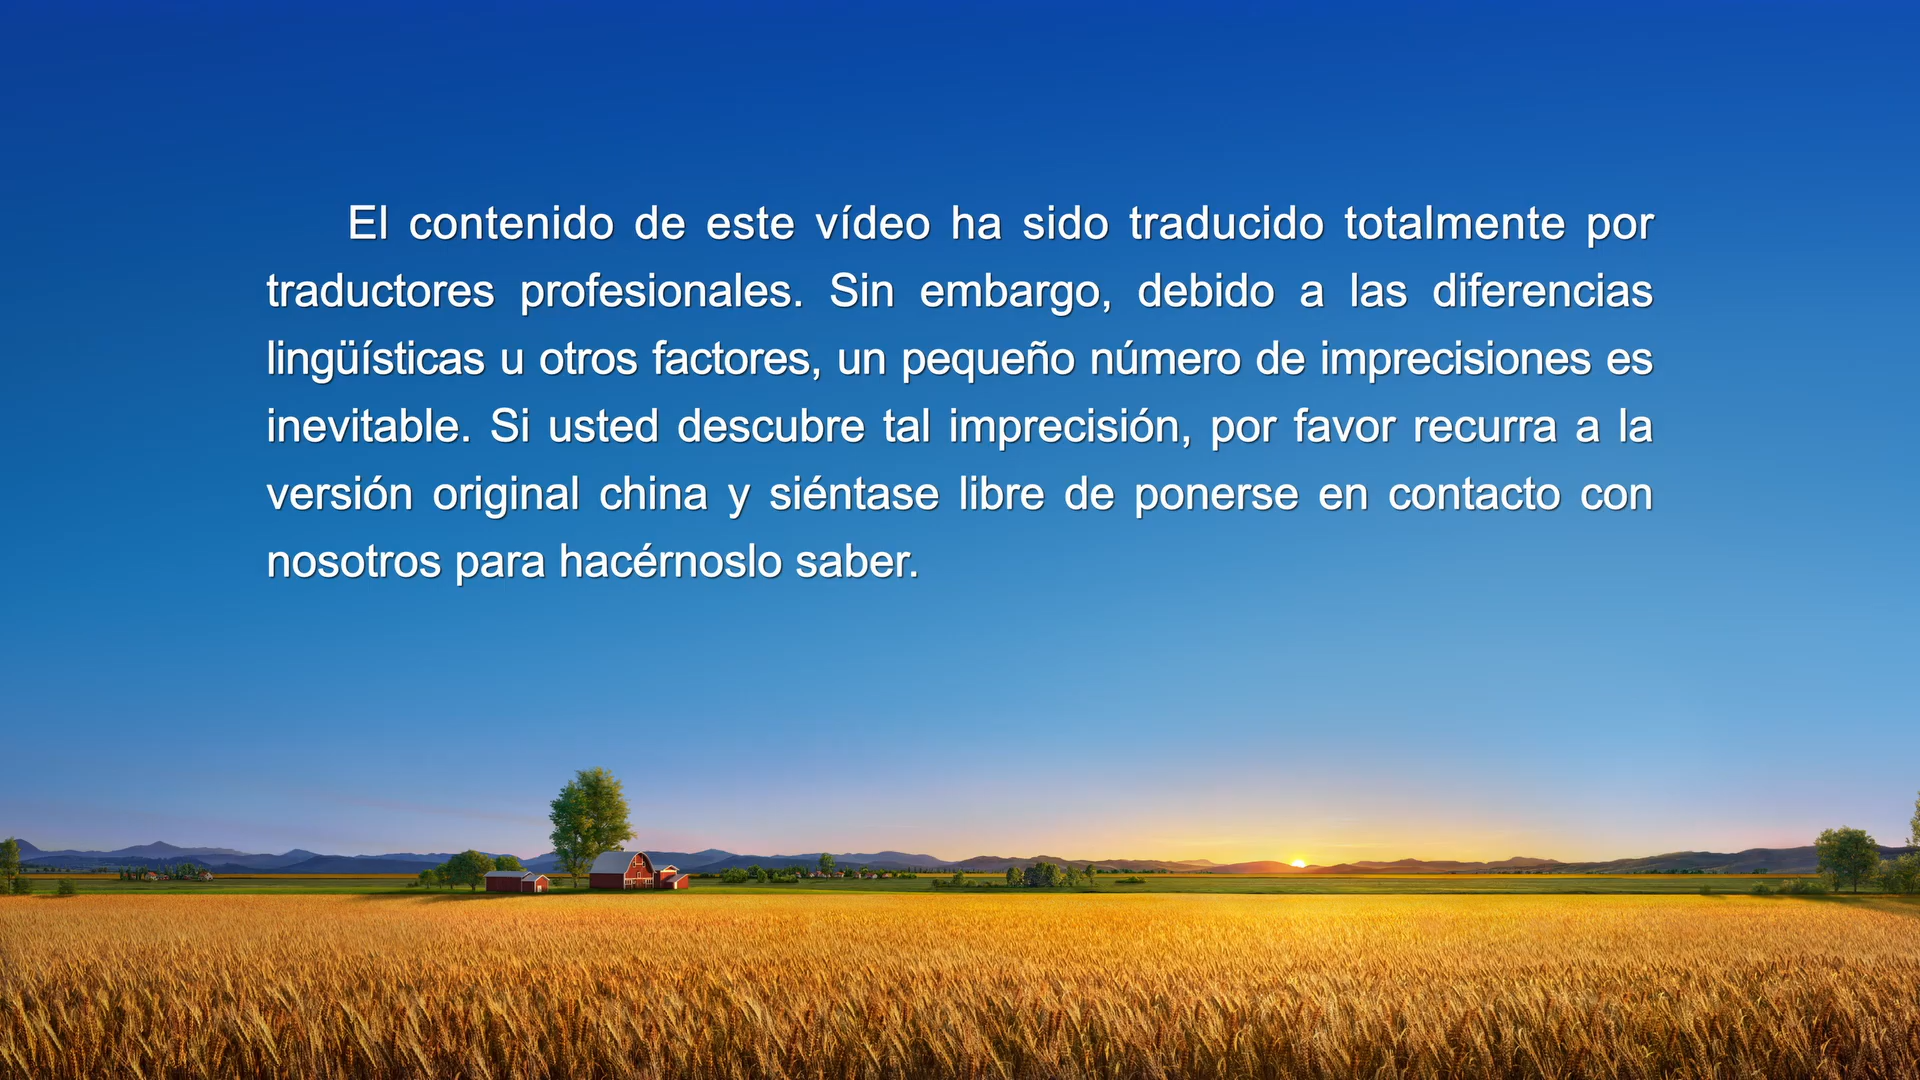 El contenido de este vídeo ha sido traducido totalmente por
traductores profesionales. Sin embargo, debido a las diferencias
lingüísticas u otros factores, un pequeño número de imprecisiones es
inevitable. Si usted descubre tal imprecisión, por favor recurra a la
versión original china y siéntase libre de ponerse en contacto con
nosotros para hacérnoslo saber.